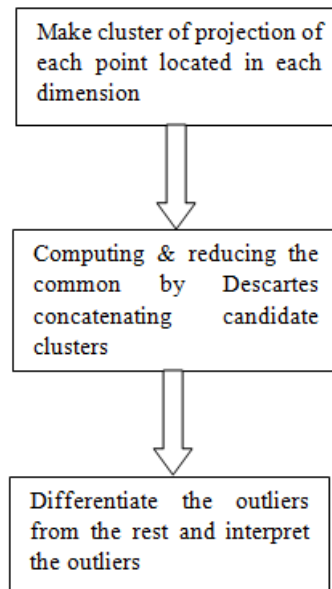 Make cluster of projection of
each point located in each
dimension
Computing & reducing the
common by Descartes
concatenating candidate
clusters
Differentiate the outliers
from the rest and interpret
the outliers